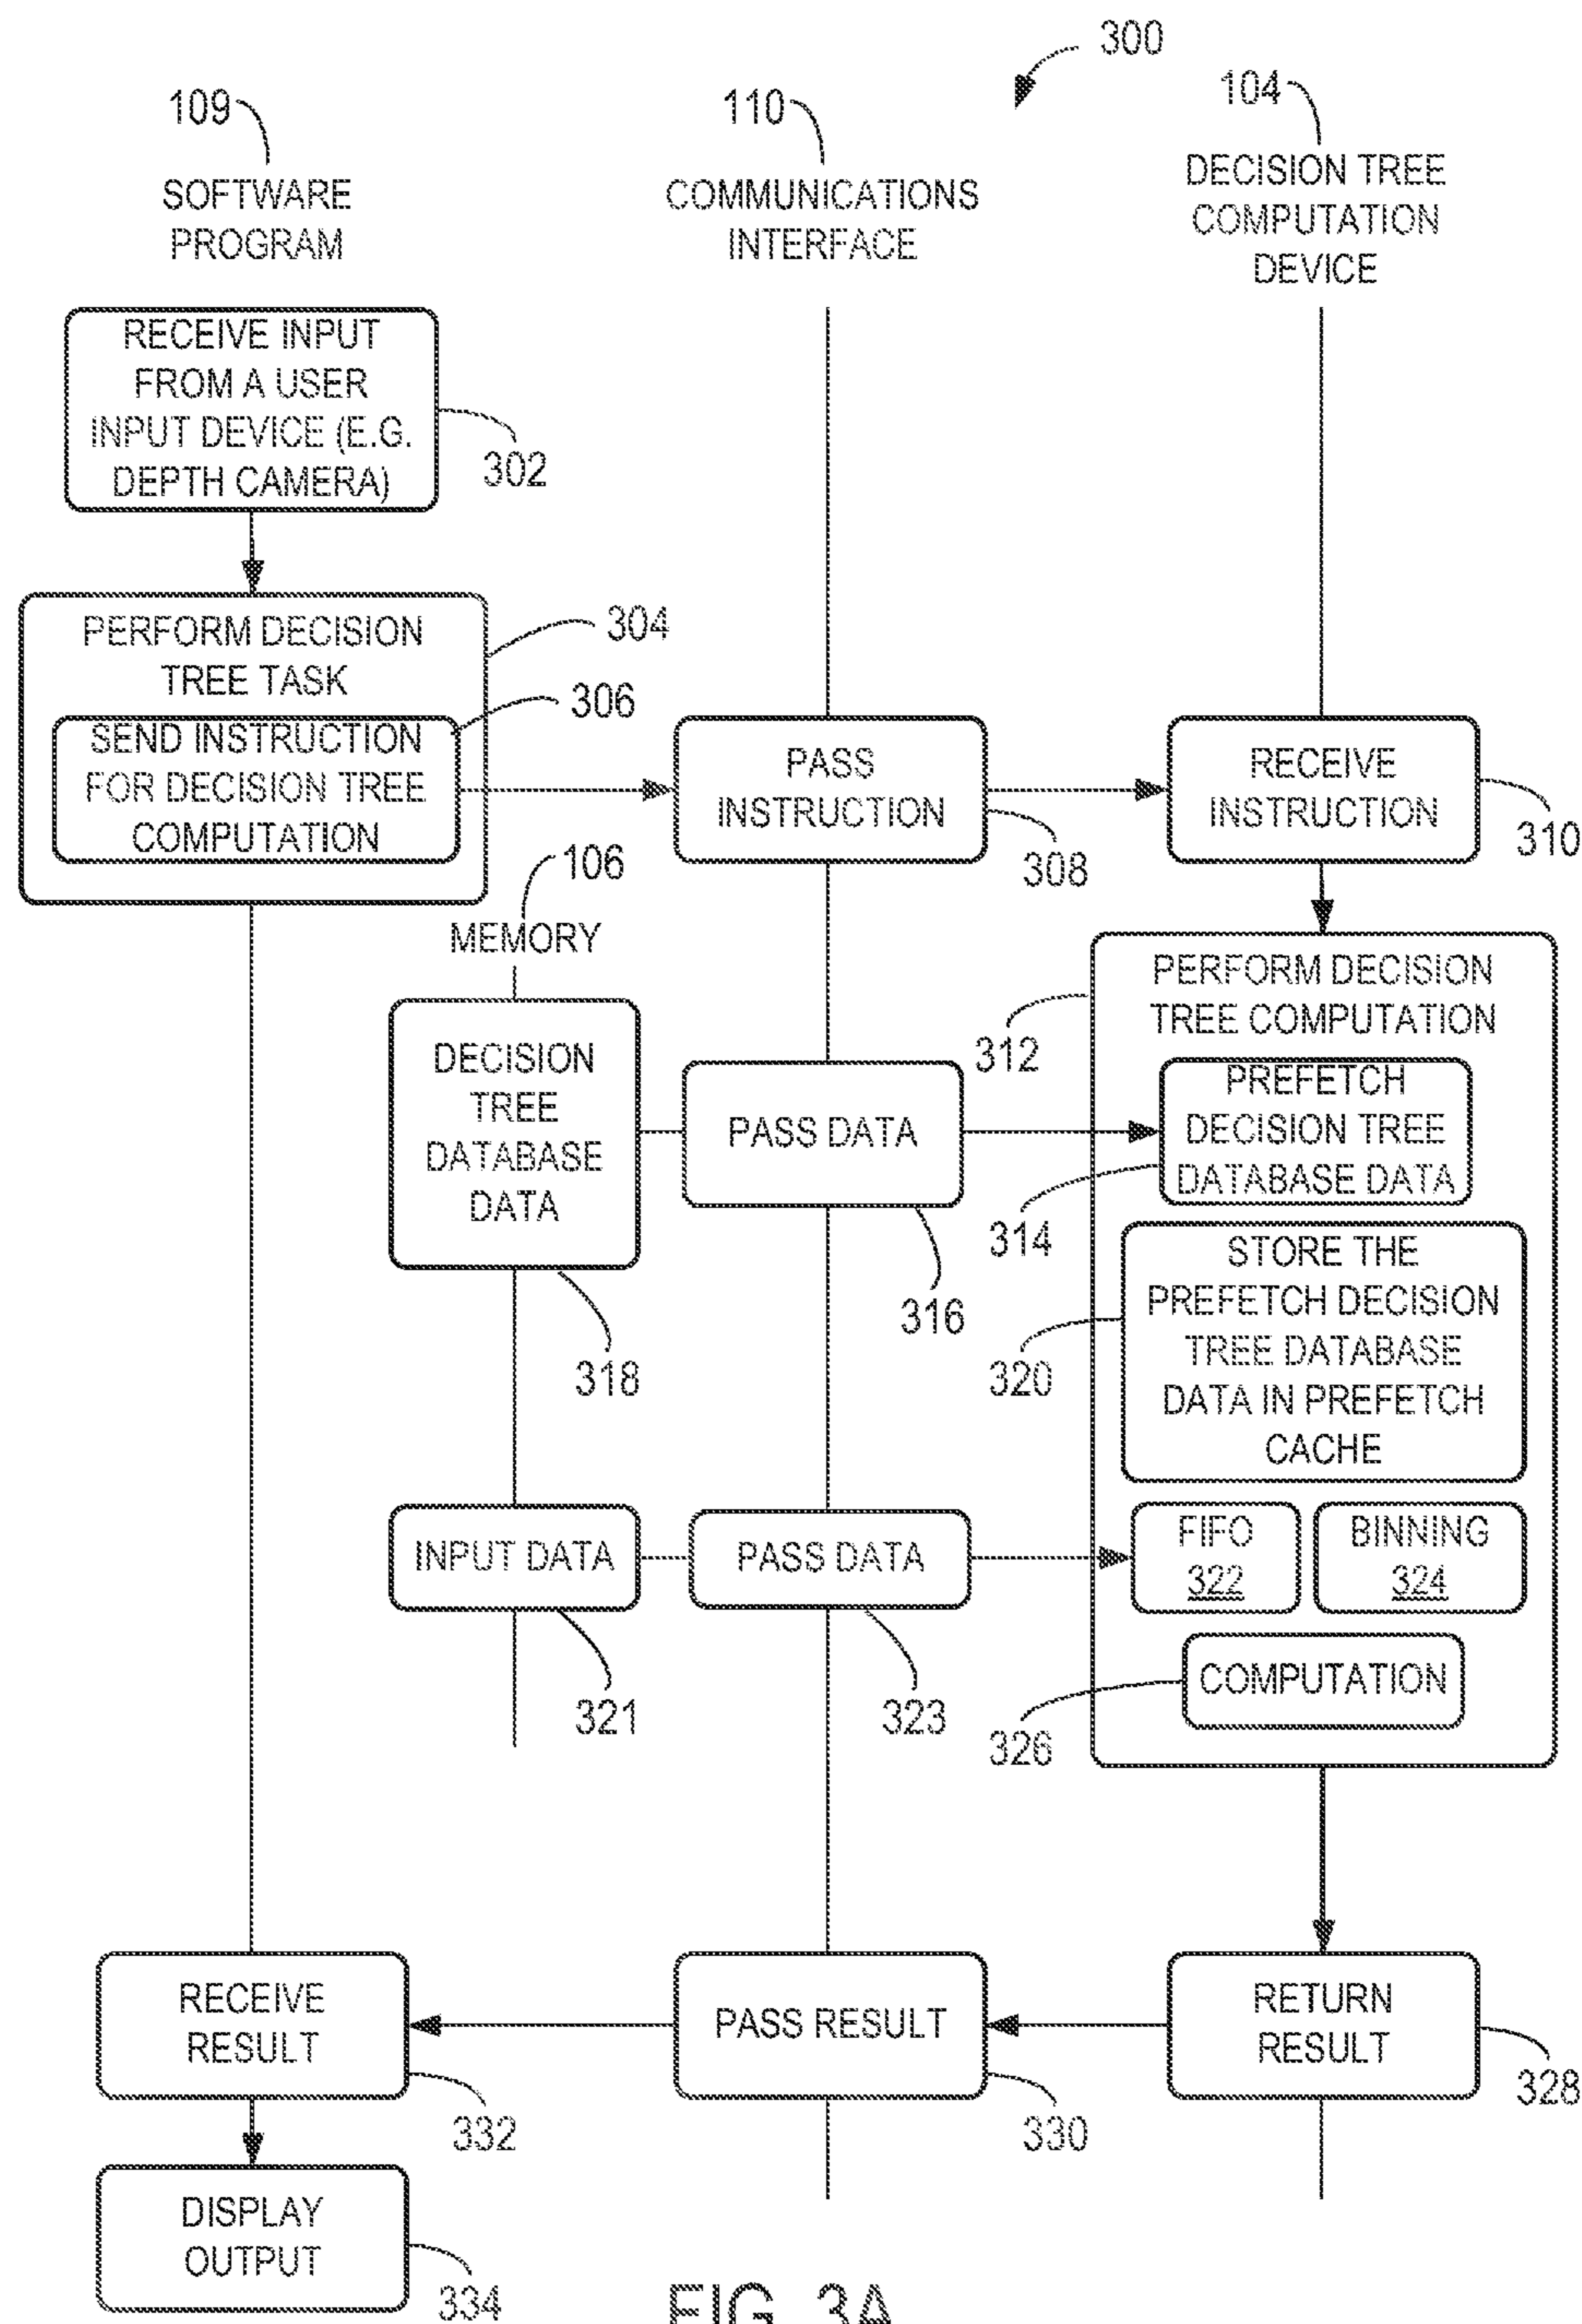 300
109
110
104
SOFTWARE
PROGRAM
COMMUNICATIONS
INTERFACE
DECISION TREE
COMPUTATION
DEVICE
RECEIVE INPUT
FROM A USER
INPUT DEVICE (E.G.
DEPTH CAMERA)
302
PERFORM DECISION
TREE TASK
304
306
SEND INSTRUCTION
FOR DECISION TREE
COMPUTATION
PASS
INSTRUCTION
308
RECEIVE
INSTRUCTION
310
106
MEMORY
PERFORM DECISION
TREE COMPUTATION
312
DECISION
TREE
DATABASE
DATA
318
PASS DATA
316
PREFETCH
DECISION TREE
DATABASE DATA
314
STORE THE
PREFETCH DECISION
TREE DATABASE
DATA IN PREFETCH
CACHE
320
INPUT DATA
321
PASS DATA
323
FIFO
322
BINNING
324
COMPUTATION
326
RECEIVE
RESULT
332
PASS RESULT
330
RETURN
RESULT
328
DISPLAY
OUTPUT
334
FIG. 3A